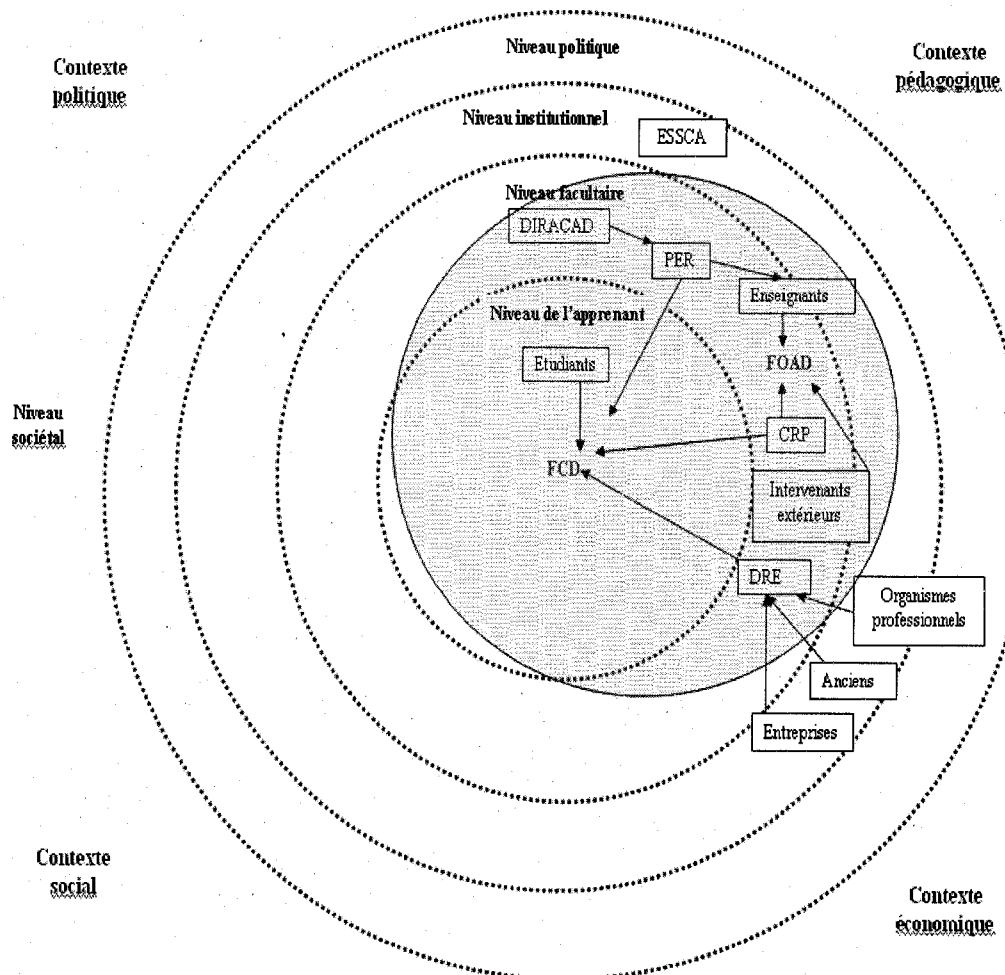 Niveau politique
Contexte
politique
Contexte
pédagogique
Niveau institutionnel
ESSCA
Niveau facultaire
DIRACAD
PER
Enseignants
Niveau de l'apprenant
Etudiants
FOAD
Niveau
sociétal
CRP
FCD
Intervenants
extérieurs
DRE
Organismes
professionnels
Anciens
Entreprises
Contexte
social
Contexte
économique